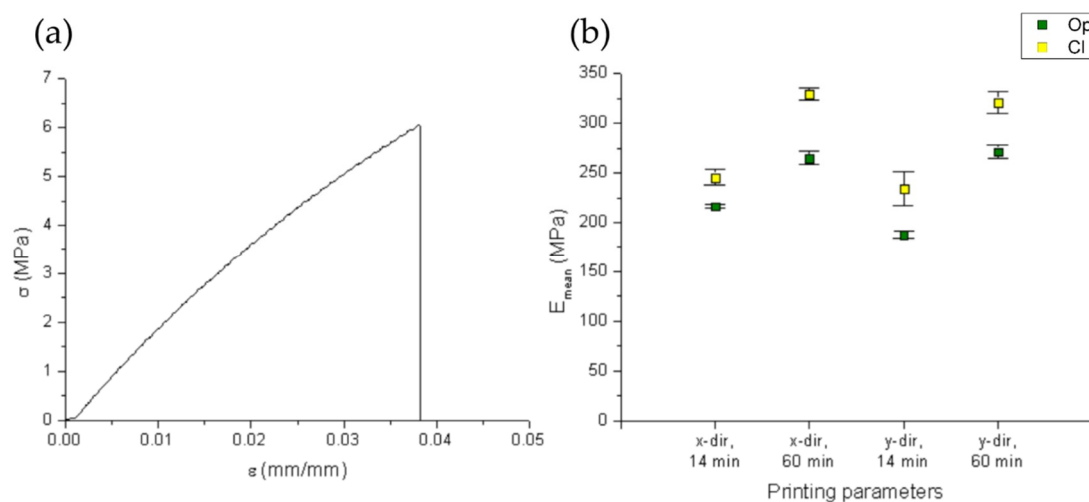 (a)
(b)
Op
Cl
7
6
5
4
3
2
1
0
σ (MPa)
0.00
0.01
0.02
0.03
0.04
0.05
ε (mm/mm)
350
300
250
200
150
100
50
0
E mean (MPa)
x-dir, 14 min
x-dir, 60 min
y-dir, 14 min
y-dir, 60 min
Printing parameters